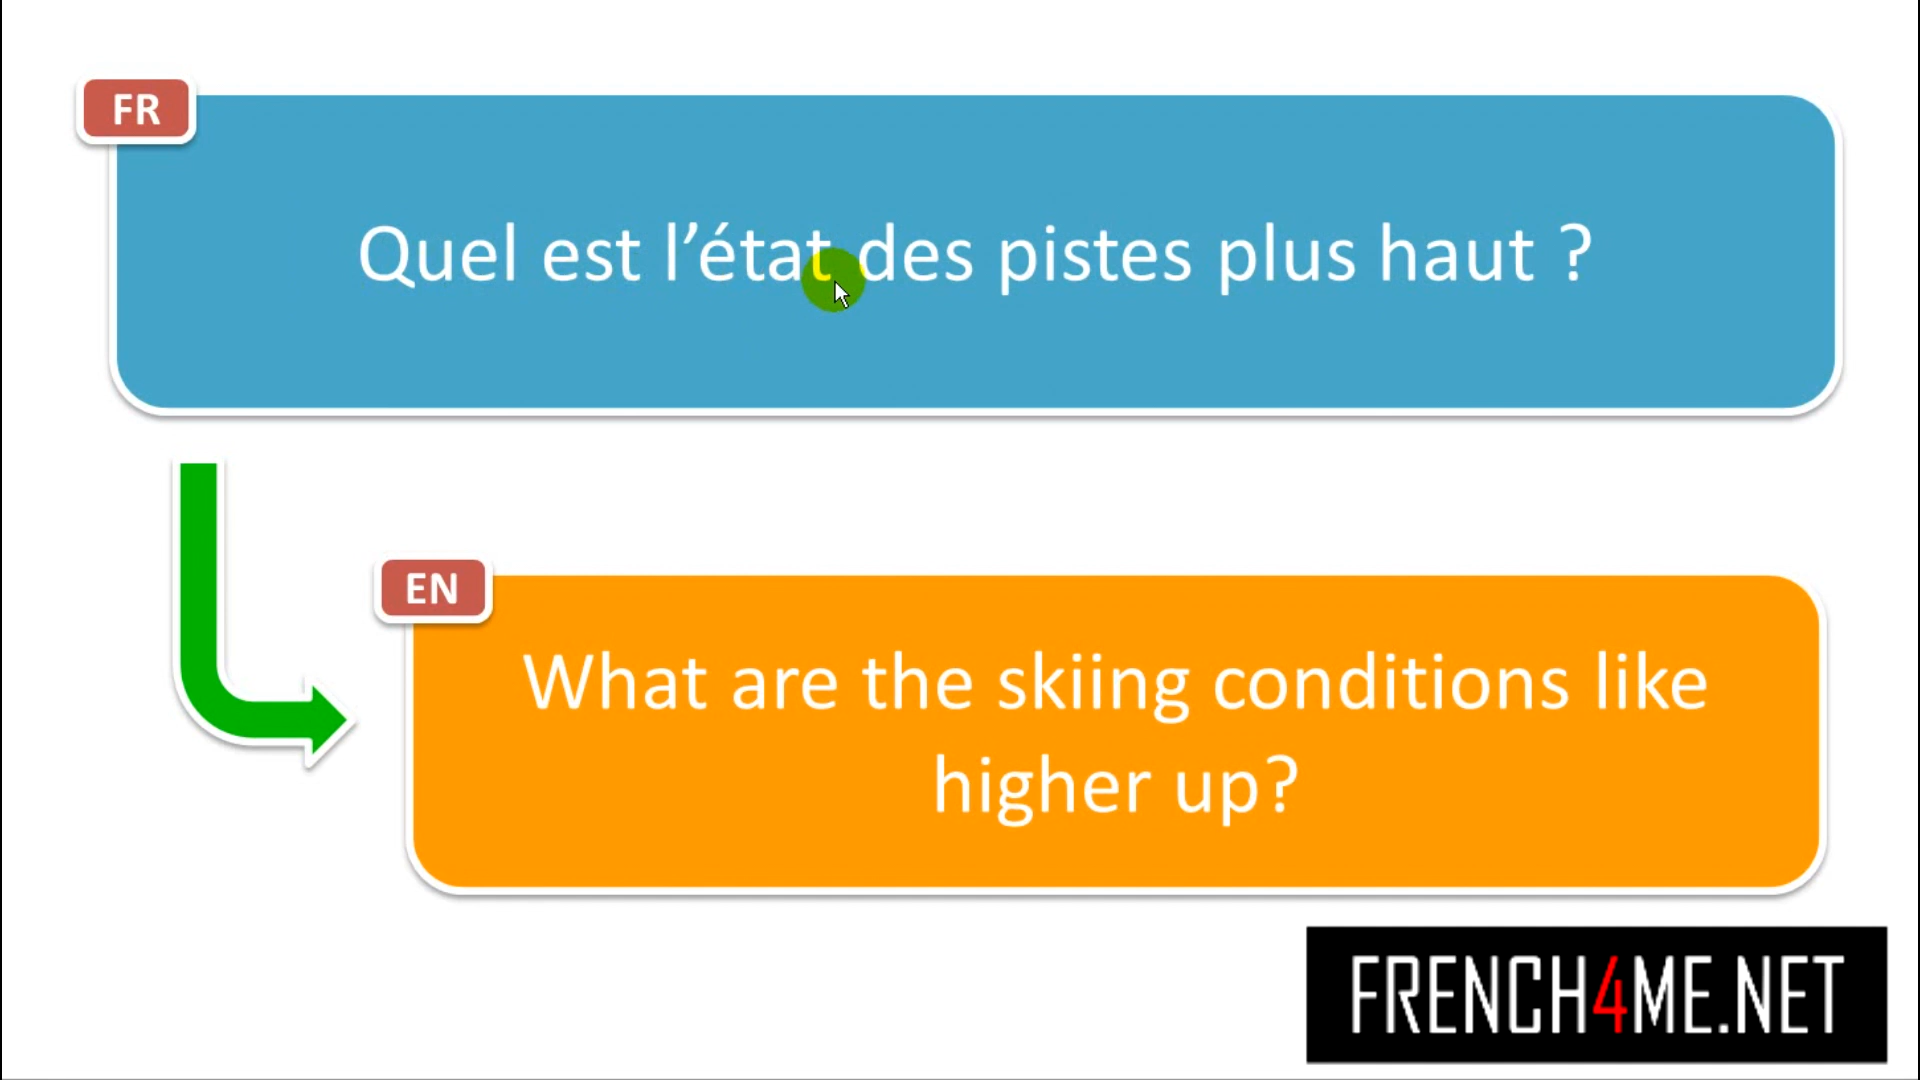 FR
Quel est l’état des pistes plus haut ?
EN
What are the skiing conditions like
higher up?
FRENCH4ME.NET